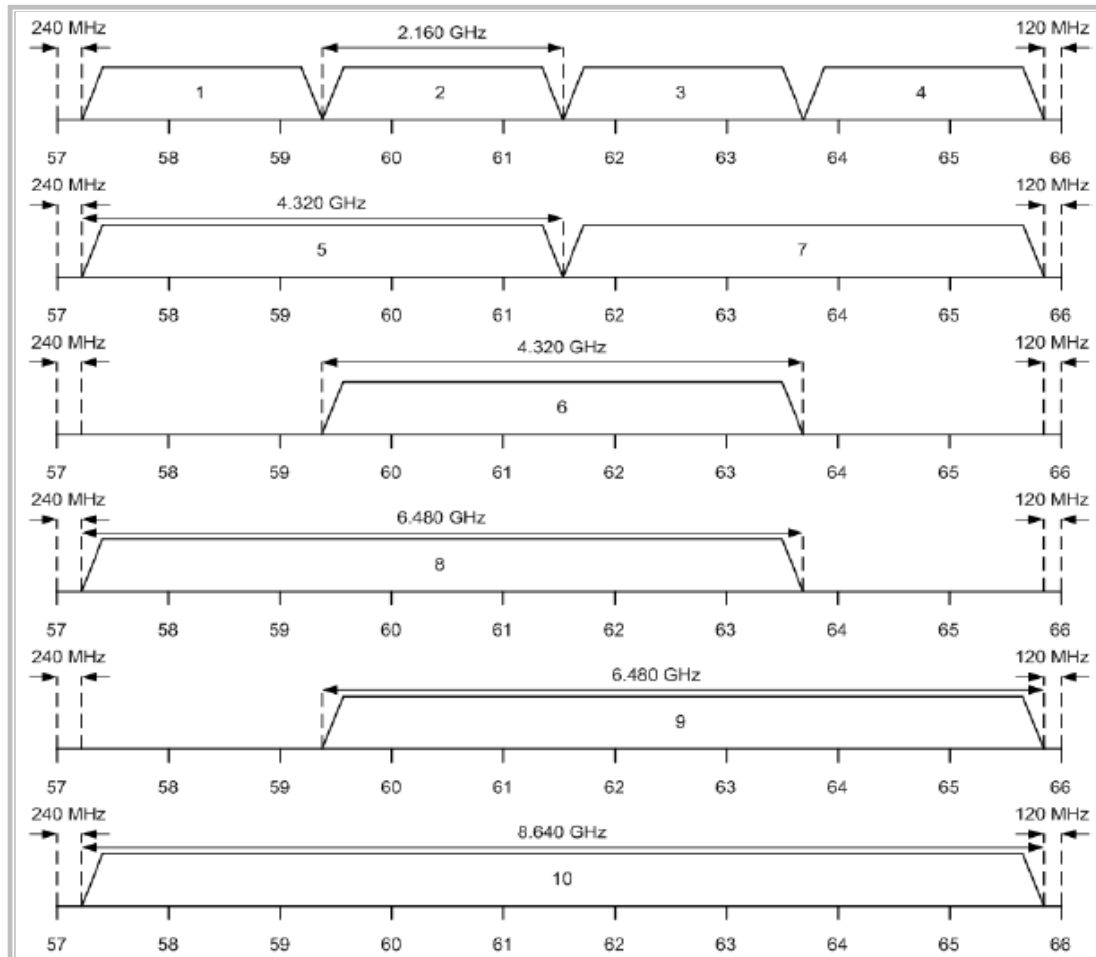 240 MHz 2.160 GHz 120 MHz
1 2 3 4
57 58 59 60 61 62 63 64 65 66
240 MHz 4.320 GHz 120 MHz
5 7
57 58 59 60 61 62 63 64 65 66
240 MHz 4.320 GHz 120 MHz
6
57 58 59 60 61 62 63 64 65 66
240 MHz 6.480 GHz 120 MHz
8
57 58 59 60 61 62 63 64 65 66
240 MHz 6.480 GHz 120 MHz
9
57 58 59 60 61 62 63 64 65 66
240 MHz 8.640 GHz 120 MHz
10
57 58 59 60 61 62 63 64 65 66